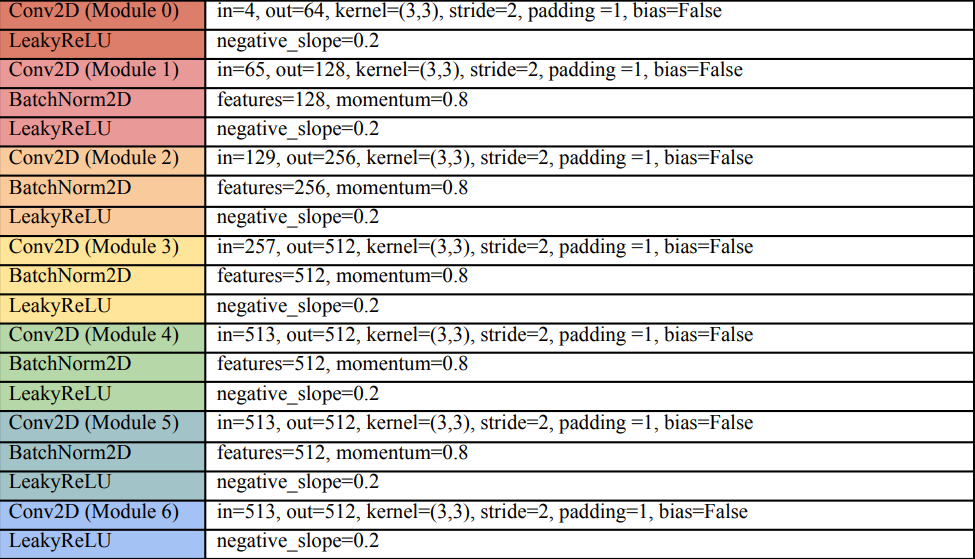 Conv2D (Module 0) in=4, out=64, kernel=(3,3), stride=2, padding =1, bias=False
LeakyReLU negative_slope=0.2
Conv2D (Module 1) in=65, out=128, kernel=(3,3), stride=2, padding =1, bias=False
BatchNorm2D features=128, momentum=0.8
LeakyReLU negative_slope=0.2
Conv2D (Module 2) in=129, out=256, kernel=(3,3), stride=2, padding =1, bias=False
BatchNorm2D features=256, momentum=0.8
LeakyReLU negative_slope=0.2
Conv2D (Module 3) in=257, out=512, kernel=(3,3), stride=2, padding =1, bias=False
BatchNorm2D features=512, momentum=0.8
LeakyReLU negative_slope=0.2
Conv2D (Module 4) in=513, out=512, kernel=(3,3), stride=2, padding =1, bias=False
BatchNorm2D features=512, momentum=0.8
LeakyReLU negative_slope=0.2
Conv2D (Module 5) in=513, out=512, kernel=(3,3), stride=2, padding =1, bias=False
BatchNorm2D features=512, momentum=0.8
LeakyReLU negative_slope=0.2
Conv2D (Module 6) in=513, out=512, kernel=(3,3), stride=2, padding=1, bias=False
LeakyReLU negative_slope=0.2